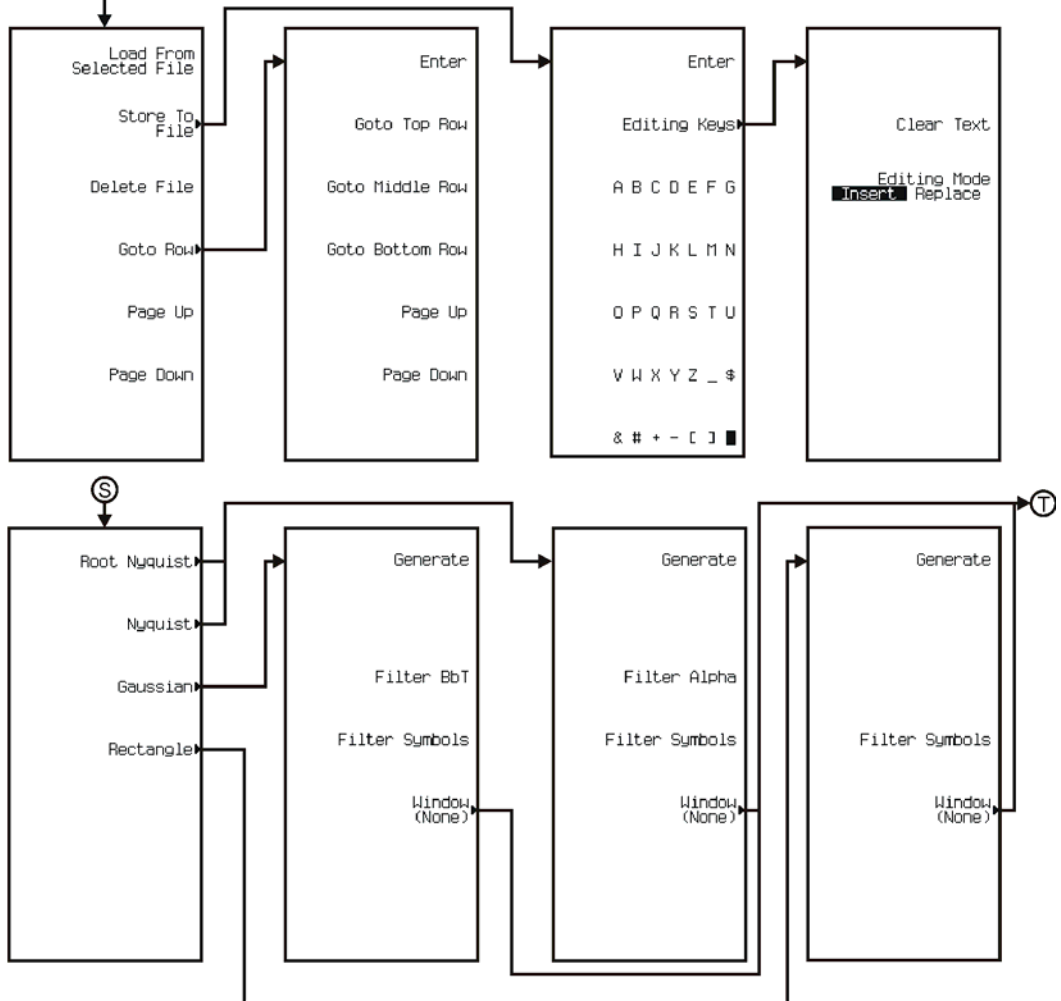 Load From
Selected File
Store To
File
Delete File
Goto Row
Page Up
Page Down
Enter
Goto Top Row
Goto Middle Row
Goto Bottom Row
Page Up
Page Down
Enter
Editing Keys
A B C D E F G
H I J K L M N
O P Q R S T U
V W X Y Z _ $
& # + - [ ] █
Clear Text
Editing Mode
Insert Replace
S
Root Nyquist
Nyquist
Gaussian
Rectangle
Generate
Filter BbT
Filter Symbols
Window
(None)
Generate
Filter Alpha
Filter Symbols
Window
(None)
Generate
Filter Symbols
Window
(None)
T